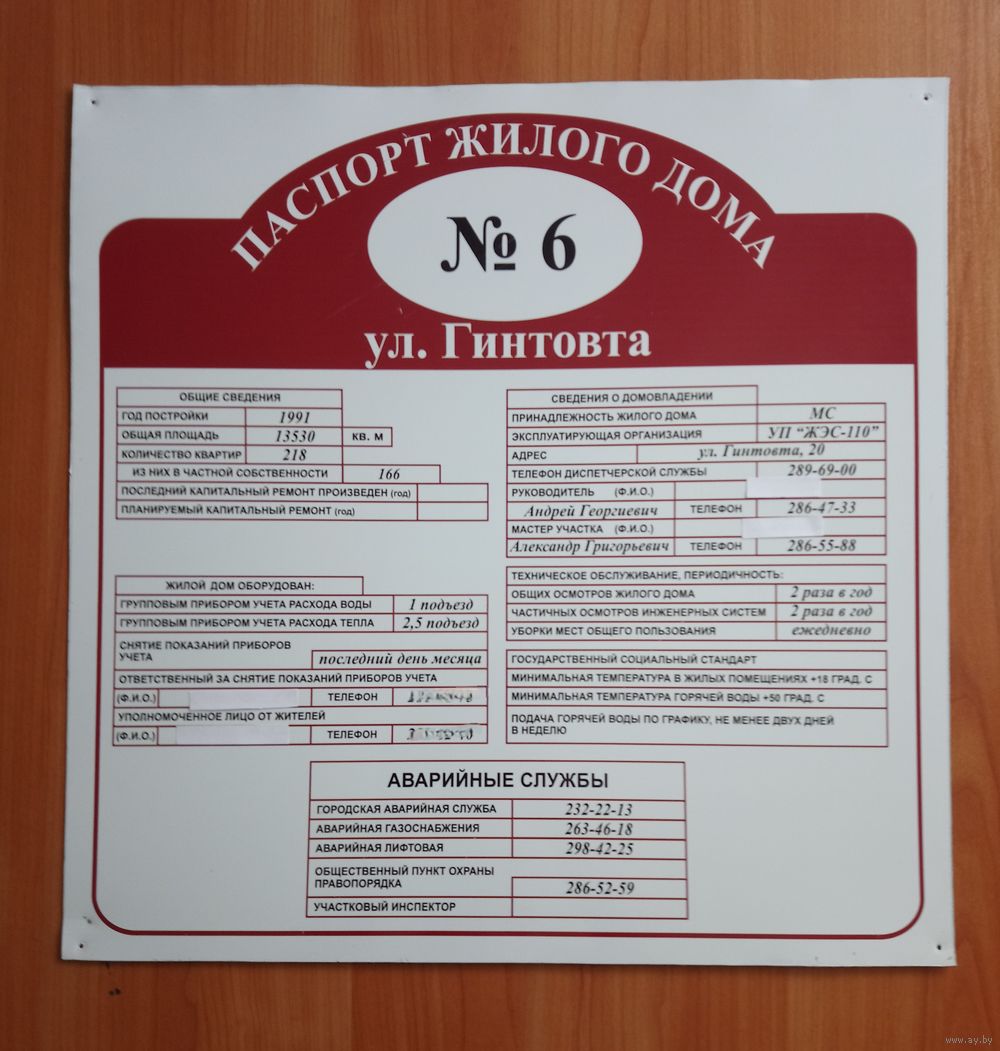 ПАСПОРТ ЖИЛОГО ДОМА
№ 6
ул. Гинтовта
ОБЩИЕ СВЕДЕНИЯ
ГОД ПОСТРОЙКИ 1991
ОБЩАЯ ПЛОЩАДЬ 13530 КВ. М
КОЛИЧЕСТВО КВАРТИР 218
ИЗ НИХ В ЧАСТНОЙ СОБСТВЕННОСТИ 166
ПОСЛЕДНИЙ КАПИТАЛЬНЫЙ РЕМОНТ ПРОИЗВЕДЕН (год)
ПЛАНИРУЕМЫЙ КАПИТАЛЬНЫЙ РЕМОНТ (год)
ЖИЛОЙ ДОМ ОБОРУДОВАН:
ГРУППОВЫМ ПРИБОРОМ УЧЕТА РАСХОДА ВОДЫ 1 подъезд
ГРУППОВЫМ ПРИБОРОМ УЧЕТА РАСХОДА ТЕПЛА 2,5 подъезд
СНЯТИЕ ПОКАЗАНИЙ ПРИБОРОВ
УЧЕТА последний день месяца
ОТВЕТСТВЕННЫЙ ЗА СНЯТИЕ ПОКАЗАНИЙ ПРИБОРОВ УЧЕТА
(Ф.И.О.) ТЕЛЕФОН
УПОЛНОМОЧЕННОЕ ЛИЦО ОТ ЖИТЕЛЕЙ
(Ф.И.О.) ТЕЛЕФОН
СВЕДЕНИЯ О ДОМОВЛАДЕНИИ
ПРИНАДЛЕЖНОСТЬ ЖИЛОГО ДОМА МС
ЭКСПЛУАТИРУЮЩАЯ ОРГАНИЗАЦИЯ УП "ЖЭС-110"
АДРЕС ул. Гинтовта, 20
ТЕЛЕФОН ДИСПЕТЧЕРСКОЙ СЛУЖБЫ 289-69-00
РУКОВОДИТЕЛЬ (Ф.И.О.)
Андрей Георгиевич ТЕЛЕФОН 286-47-33
МАСТЕР УЧАСТКА (Ф.И.О.)
Александр Григорьевич ТЕЛЕФОН 286-55-88
ТЕХНИЧЕСКОЕ ОБСЛУЖИВАНИЕ, ПЕРИОДИЧНОСТЬ:
ОБЩИХ ОСМОТРОВ ЖИЛОГО ДОМА 2 раза в год
ЧАСТИЧНЫХ ОСМОТРОВ ИНЖЕНЕРНЫХ СИСТЕМ 2 раза в год
УБОРКИ МЕСТ ОБЩЕГО ПОЛЬЗОВАНИЯ ежедневно
ГОСУДАРСТВЕННЫЙ СОЦИАЛЬНЫЙ СТАНДАРТ
МИНИМАЛЬНАЯ ТЕМПЕРАТУРА В ЖИЛЫХ ПОМЕЩЕНИЯХ +18 ГРАД. С
МИНИМАЛЬНАЯ ТЕМПЕРАТУРА ГОРЯЧЕЙ ВОДЫ +50 ГРАД. С
ПОДАЧА ГОРЯЧЕЙ ВОДЫ ПО ГРАФИКУ, НЕ МЕНЕЕ ДВУХ ДНЕЙ
В НЕДЕЛЮ
АВАРИЙНЫЕ СЛУЖБЫ
ГОРОДСКАЯ АВАРИЙНАЯ СЛУЖБА 232-22-13
АВАРИЙНАЯ ГАЗОСНАБЖЕНИЯ 263-46-18
АВАРИЙНАЯ ЛИФТОВАЯ 298-42-25
ОБЩЕСТВЕННЫЙ ПУНКТ ОХРАНЫ
ПРАВОПОРЯДКА 286-52-59
УЧАСТКОВЫЙ ИНСПЕКТОР
www.ay.by